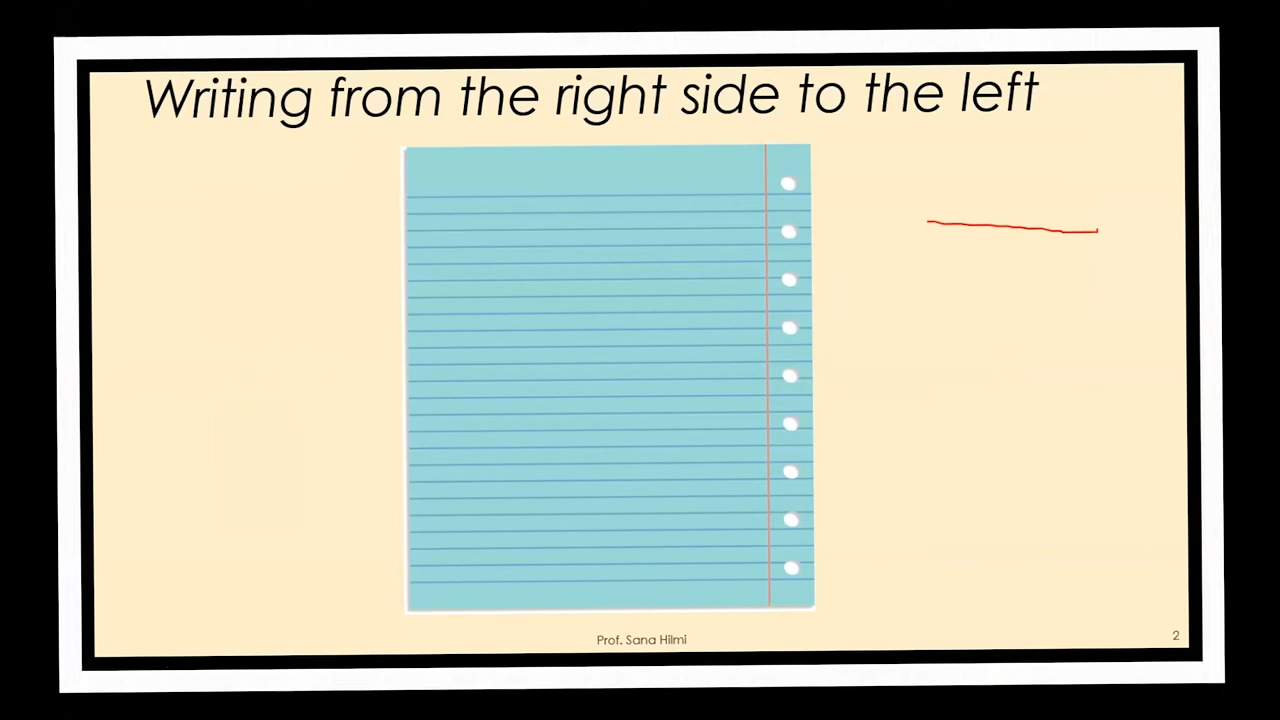 Writing from the right side to the left
Prof. Sana Hilmi
2